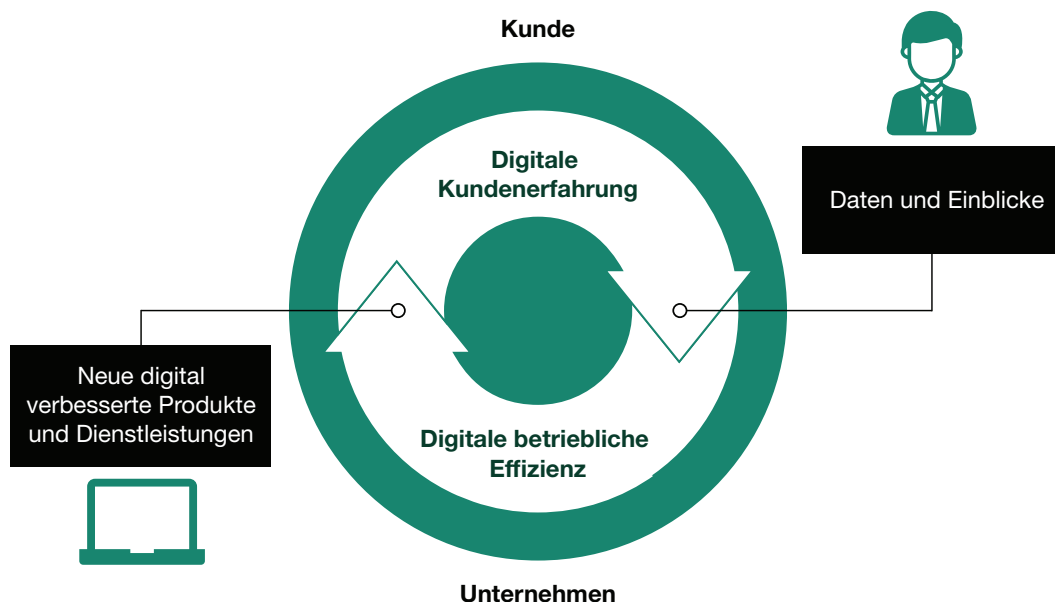 Kunde
Digitale
Kundenerfahrung
Daten und Einblicke
Neue digital
verbesserte Produkte
und Dienstleistungen
Digitale betriebliche
Effizienz
Unternehmen